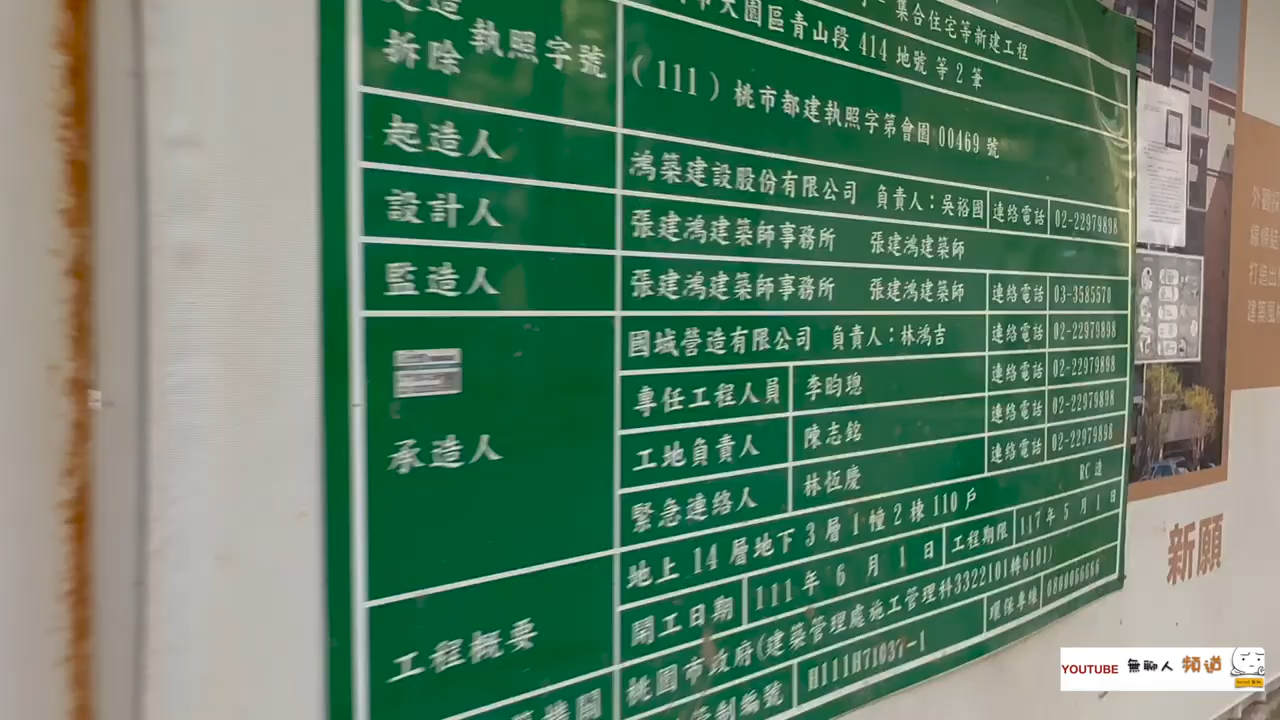 集合住宅等新建工程
大園區青山段 414 地號 等 2 筆
建造
拆除 執照字號
(111) 桃市都建執照字第會園 00469 號
起造人
鴻築建設股份有限公司 負責人:吳裕國 連絡電話 02-22979898
設計人
張建鴻建築師事務所 張建鴻建築師
監造人
張建鴻建築師事務所 張建鴻建築師 連絡電話 03-3585570
承造人
國城營造有限公司 負責人:林鴻吉 連絡電話 02-22979898
專任工程人員 李昀璁 連絡電話 02-22979898
工地負責人 陳志銘 連絡電話 02-22979898
緊急連絡人 林恆慶 連絡電話 02-22979898
工程概要
地上 14 層地下 3 層 1 幢 2 棟 110 戶 RC 造
開工日期 111 年 6 月 1 日 工程期限 117 年 5 月 1 日
桃園市政府(建築管理處施工管理科3322101轉6101)
管制編號 H111H71037-1 環保專線 0800066666
新願
YOUTUBE 無聊人 頻道